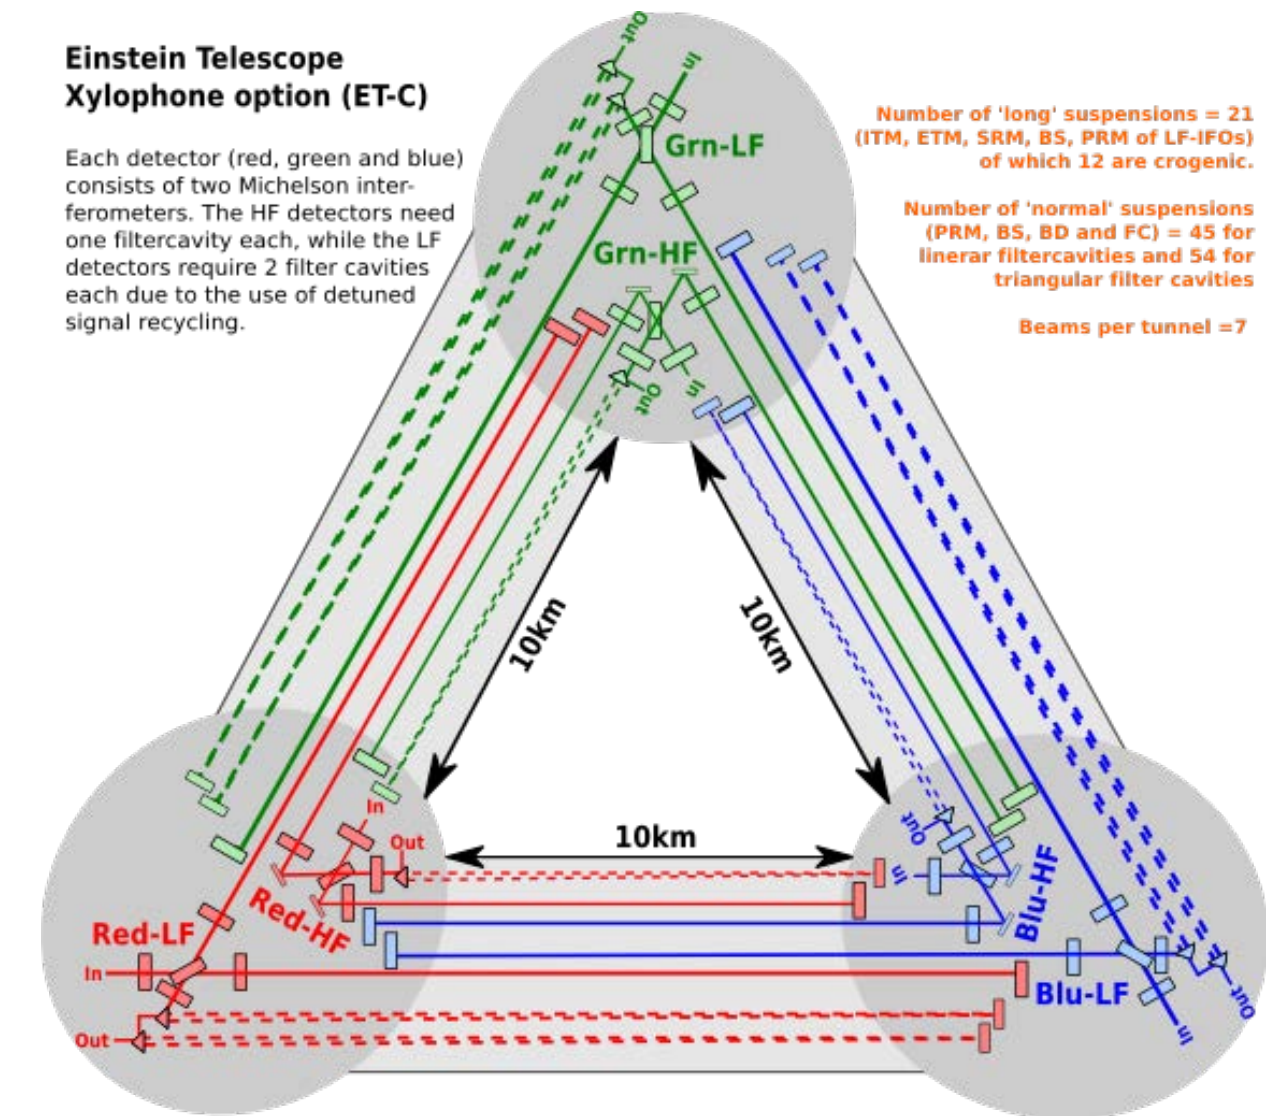 Einstein Telescope
Xylophone option (ET-C)
Each detector (red, green and blue)
consists of two Michelson inter-
ferometers. The HF detectors need
one filtercavity each, while the LF
detectors require 2 filter cavities
each due to the use of detuned
signal recycling.
Number of 'long' suspensions = 21
(ITM, ETM, SRM, BS, PRM of LF-IFOs)
of which 12 are crogenic.
Number of 'normal' suspensions
(PRM, BS, BD and FC) = 45 for
linerar filtercavities and 54 for
triangular filter cavities
Beams per tunnel =7
Out
In
Grn-LF
Grn-HF
In
Out
10km
10km
10km
In
Out
Red-HF
Red-LF
In
Out
Out
In
Blu-HF
Blu-LF
Out
In